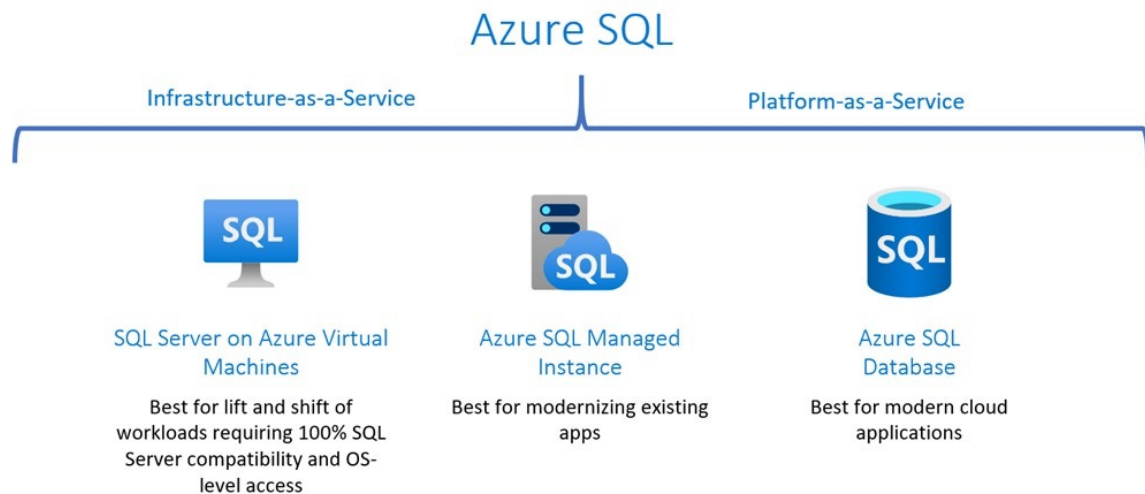 Azure SQL
Infrastructure-as-a-Service
Platform-as-a-Service
SQL
SQL
SQL
SQL Server on Azure Virtual
Machines
Best for lift and shift of
workloads requiring 100% SQL
Server compatibility and OS-
level access
Azure SQL Managed
Instance
Best for modernizing existing
apps
Azure SQL
Database
Best for modern cloud
applications